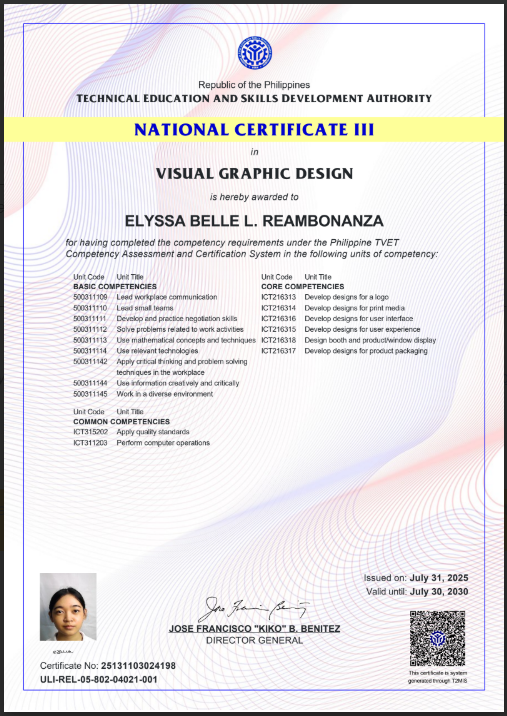 Republic of the Philippines
TECHNICAL EDUCATION AND SKILLS DEVELOPMENT AUTHORITY
NATIONAL CERTIFICATE III
in
VISUAL GRAPHIC DESIGN
is hereby awarded to
ELYSSA BELLE L. REAMBONANZA
for having completed the competency requirements under the Philippine TVET
Competency Assessment and Certification System in the following units of competency:
Unit Code Unit Title
BASIC COMPETENCIES
500311109 Lead workplace communication
500311110 Lead small teams
500311111 Develop and practice negotiation skills
500311112 Solve problems related to work activities
500311113 Use mathematical concepts and techniques
500311114 Use relevant technologies
500311142 Apply critical thinking and problem solving
techniques in the workplace
500311144 Use information creatively and critically
500311145 Work in a diverse environment
Unit Code Unit Title
COMMON COMPETENCIES
ICT315202 Apply quality standards
ICT311203 Perform computer operations
Unit Code Unit Title
CORE COMPETENCIES
ICT216313 Develop designs for a logo
ICT216314 Develop designs for print media
ICT216316 Develop designs for user interface
ICT216315 Develop designs for user experience
ICT216318 Design booth and product/window display
ICT216317 Develop designs for product packaging
Issued on: July 31, 2025
Valid until: July 30, 2030
JOSE FRANCISCO "KIKO" B. BENITEZ
DIRECTOR GENERAL
Certificate No: 25131103024198
ULI-REL-05-802-04021-001
This certificate is system
generated through T2MIS